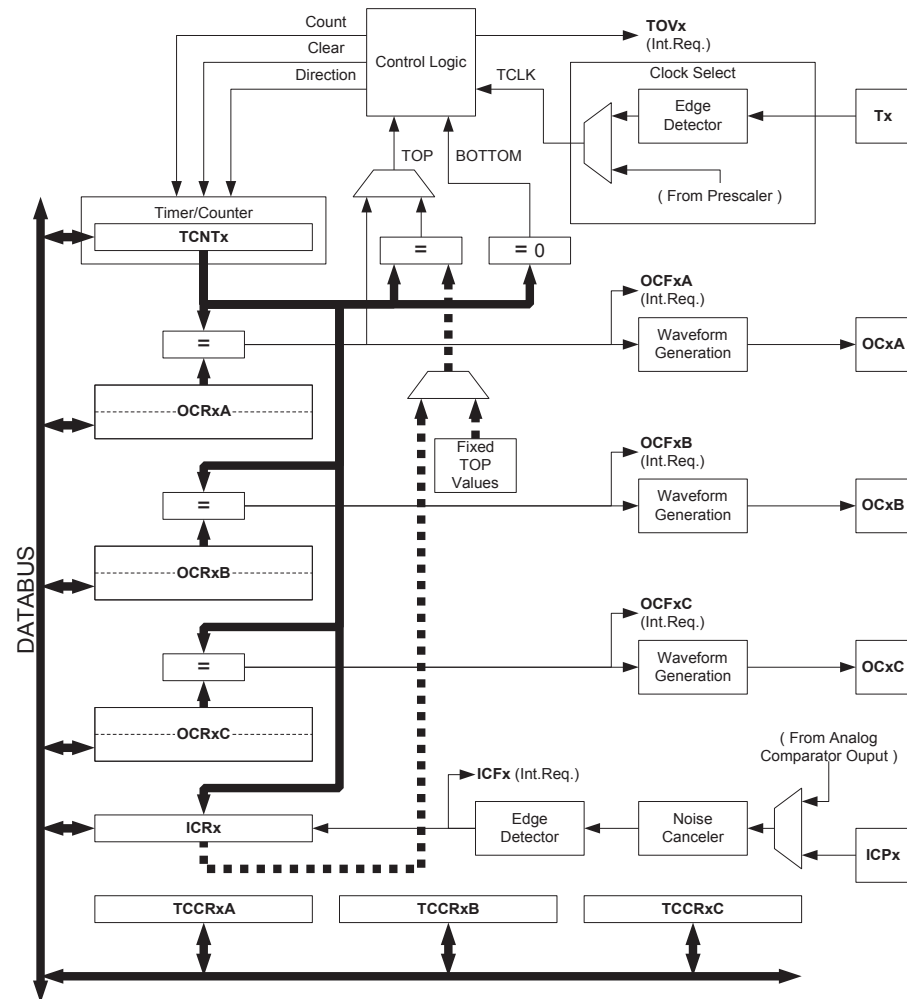 Count
Clear
Direction
Control Logic
TOVx
(Int.Req.)
Clock Select
TCLK
Edge
Detector
Tx
TOP
BOTTOM
( From Prescaler )
Timer/Counter
TCNTx
=
= 0
OCFxA
(Int.Req.)
=
Waveform
Generation
OCxA
OCRxA
Fixed
TOP
Values
OCFxB
(Int.Req.)
=
Waveform
Generation
OCxB
OCRxB
DATABUS
OCFxC
(Int.Req.)
=
Waveform
Generation
OCxC
OCRxC
( From Analog
Comparator Ouput )
ICFx (Int.Req.)
ICRx
Edge
Detector
Noise
Canceler
ICPx
TCCRxA
TCCRxB
TCCRxC